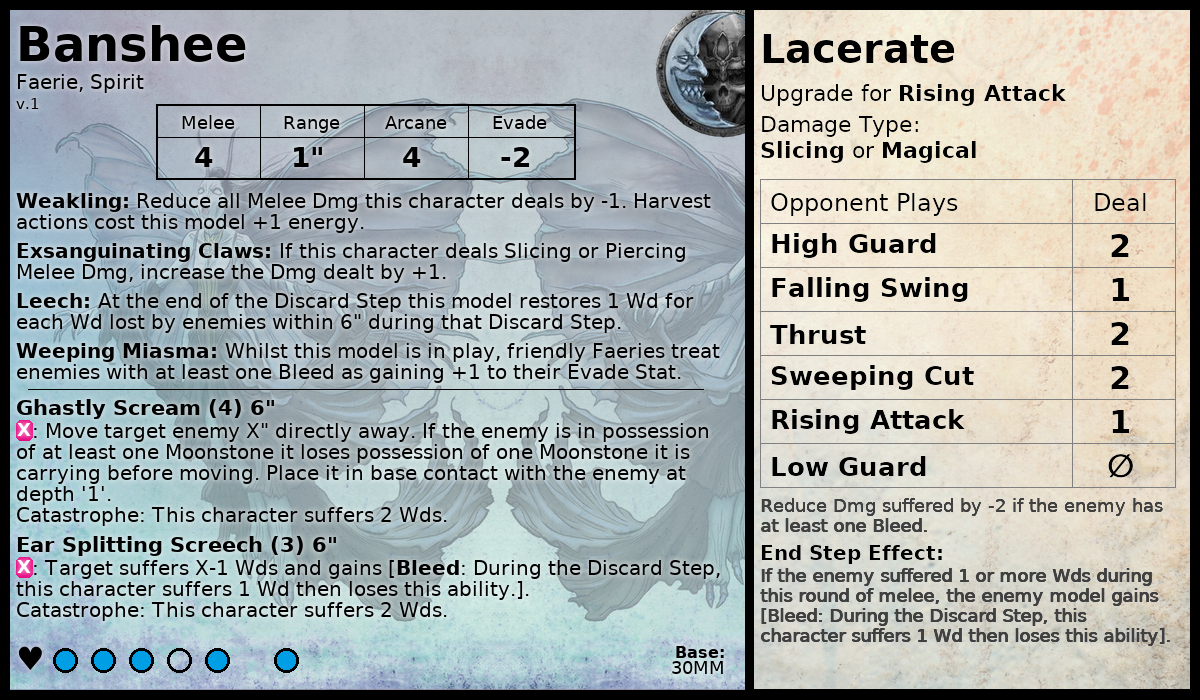 Banshee
Faerie, Spirit
v.1
Melee Range Arcane Evade
4 1" 4 -2
Weakling: Reduce all Melee Dmg this character deals by -1. Harvest
actions cost this model +1 energy.
Exsanguinating Claws: If this character deals Slicing or Piercing
Melee Dmg, increase the Dmg dealt by +1.
Leech: At the end of the Discard Step this model restores 1 Wd for
each Wd lost by enemies within 6" during that Discard Step.
Weeping Miasma: Whilst this model is in play, friendly Faeries treat
enemies with at least one Bleed as gaining +1 to their Evade Stat.
Ghastly Scream (4) 6"
X: Move target enemy X" directly away. If the enemy is in possession
of at least one Moonstone it loses possession of one Moonstone it is
carrying before moving. Place it in base contact with the enemy at
depth '1'.
Catastrophe: This character suffers 2 Wds.
Ear Splitting Screech (3) 6"
X: Target suffers X-1 Wds and gains [Bleed: During the Discard Step,
this character suffers 1 Wd then loses this ability.].
Catastrophe: This character suffers 2 Wds.
Base:
30MM
Lacerate
Upgrade for Rising Attack
Damage Type:
Slicing or Magical
Opponent Plays Deal
High Guard 2
Falling Swing 1
Thrust 2
Sweeping Cut 2
Rising Attack 1
Low Guard ∅
Reduce Dmg suffered by -2 if the enemy has
at least one Bleed.
End Step Effect:
If the enemy suffered 1 or more Wds during
this round of melee, the enemy model gains
[Bleed: During the Discard Step, this
character suffers 1 Wd then loses this ability].